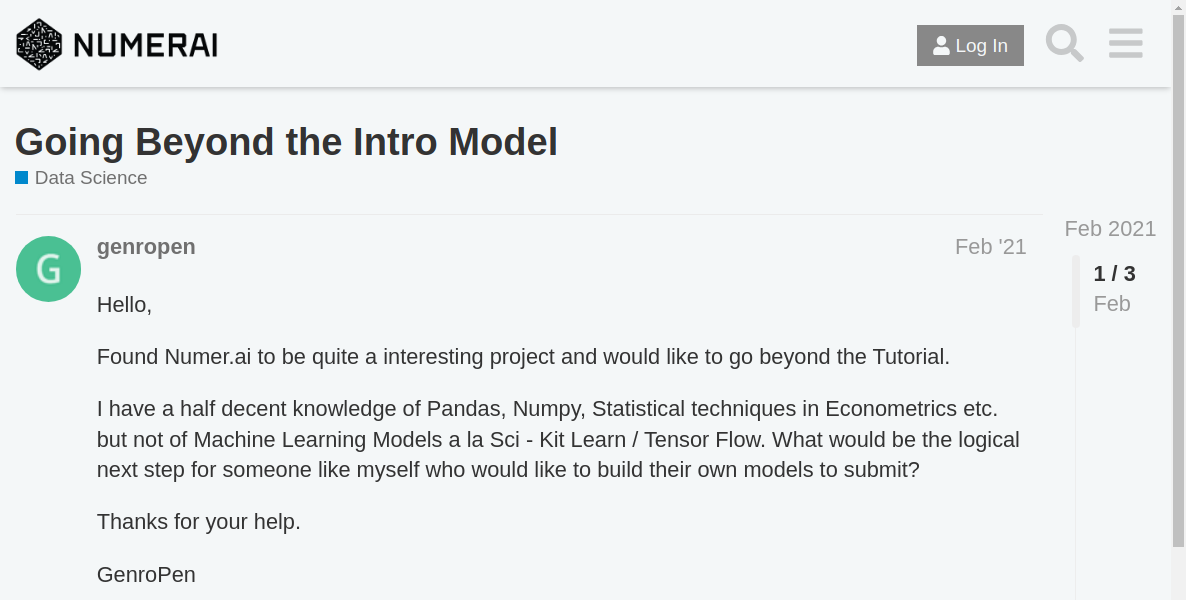 NUMERAI
Log In
Going Beyond the Intro Model
Data Science
genropen
Feb '21
Feb 2021
1 / 3
Feb
G
Hello,
Found Numer.ai to be quite a interesting project and would like to go beyond the Tutorial.
I have a half decent knowledge of Pandas, Numpy, Statistical techniques in Econometrics etc.
but not of Machine Learning Models a la Sci - Kit Learn / Tensor Flow. What would be the logical
next step for someone like myself who would like to build their own models to submit?
Thanks for your help.
GenroPen